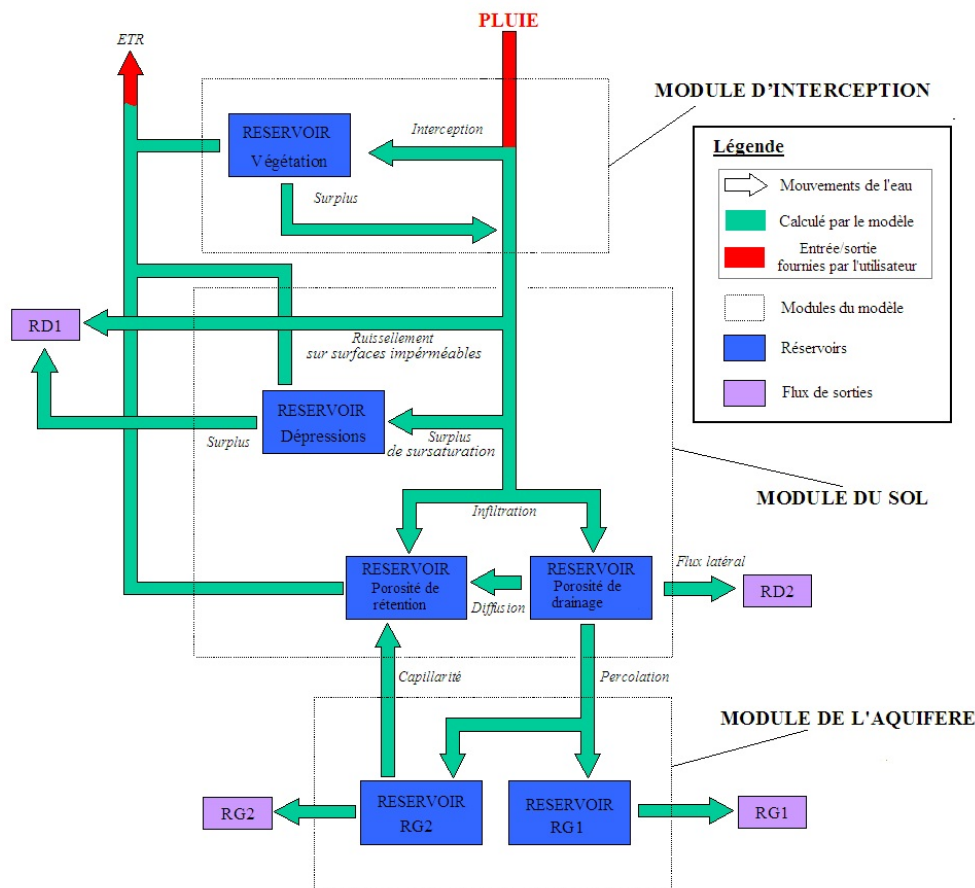 PLUIE
ETR
MODULE D'INTERCEPTION
RESERVOIR
Végétation
Interception
Surplus
Légende
Mouvements de l'eau
Calculé par le modèle
Entrée/sortie
fournies par l'utilisateur
Modules du modèle
Réservoirs
Flux de sorties
RD1
Ruissellement
sur surfaces impérméables
RESERVOIR
Dépressions
Surplus
Surplus
de sursaturation
MODULE DU SOL
Infiltration
RESERVOIR
Porosité de
rétention
Diffusion
RESERVOIR
Porosité de
drainage
Flux latéral
RD2
Capillarité
Percolation
MODULE DE L'AQUIFERE
RG2
RESERVOIR
RG2
RESERVOIR
RG1
RG1